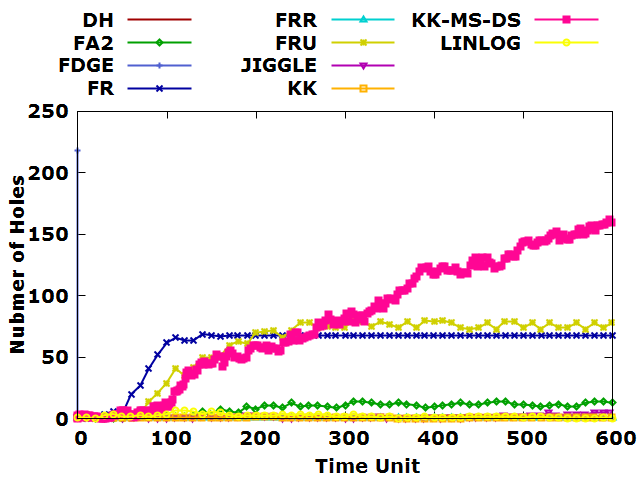 DH FRR KK-MS-DS
FA2 FRU LINLOG
FDGE JIGGLE
FR KK
250
200
150
100
50
0
0 100 200 300 400 500 600
Nubmer of Holes
Time Unit